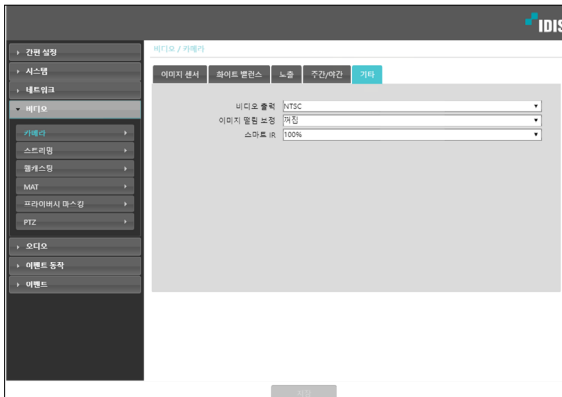 IDIS
비디오 / 카메라
간편 설정
시스템
네트워크
비디오
카메라
스트리밍
웹캐스팅
MAT
프라이버시 마스킹
PTZ
오디오
이벤트 동작
이벤트
이미지 센서 화이트 밸런스 노출 주간/야간 기타
비디오 출력 NTSC
이미지 떨림 보정 꺼짐
스마트 IR 100%
저장